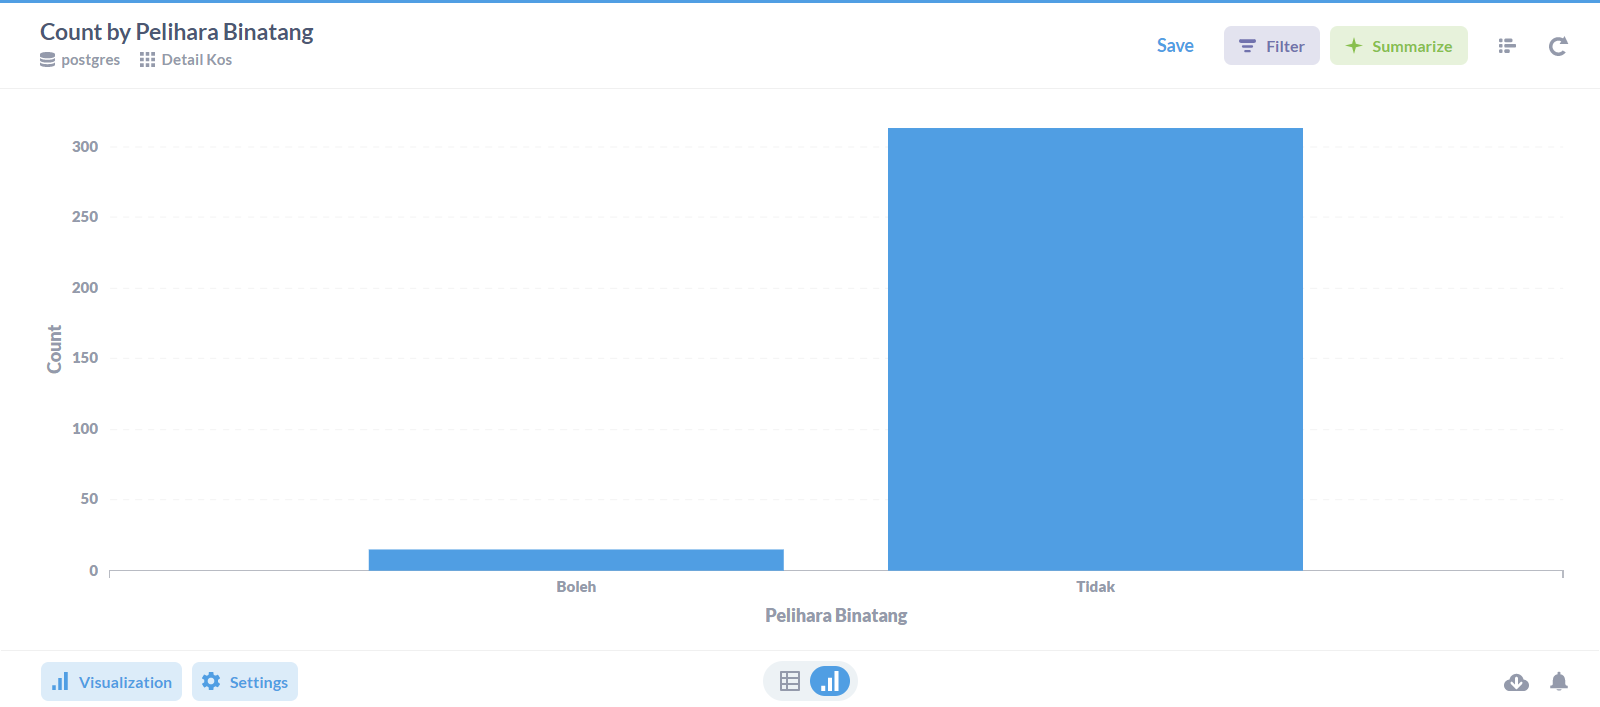 Count by Pelihara Binatang
postgres Detail Kos
Save Filter Summarize
300
250
200
150
100
50
0
Count
Boleh Tidak
Pelihara Binatang
Visualization Settings